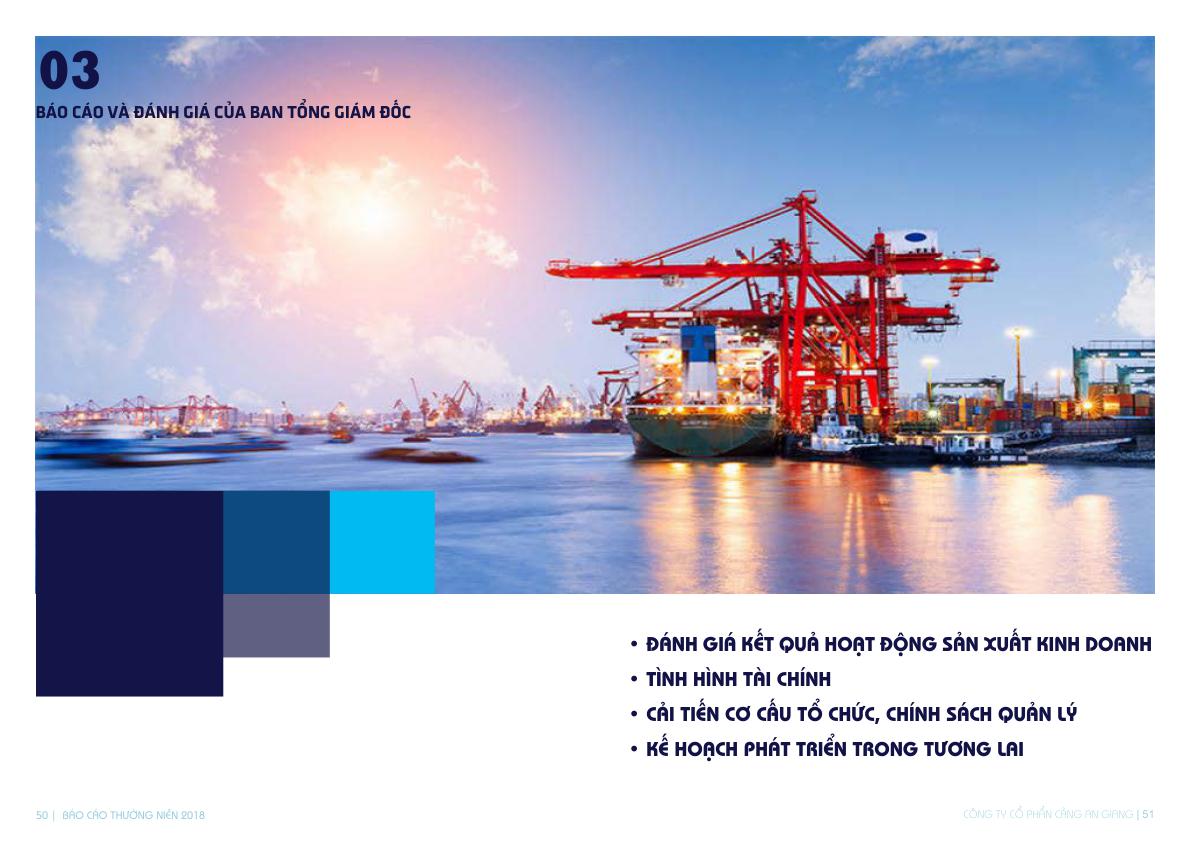 03
BÁO CÁO VÀ ĐÁNH GIÁ CỦA BAN TỔNG GIÁM ĐỐC
• ĐÁNH GIÁ KẾT QUẢ HOẠT ĐỘNG SẢN XUẤT KINH DOANH
• TÌNH HÌNH TÀI CHÍNH
• CẢI TIẾN CƠ CẤU TỔ CHỨC, CHÍNH SÁCH QUẢN LÝ
• KẾ HOẠCH PHÁT TRIỂN TRONG TƯƠNG LAI
50 | BÁO CÁO THƯỜNG NIÊN 2018
CÔNG TY CỔ PHẦN CẢNG AN GIANG | 51